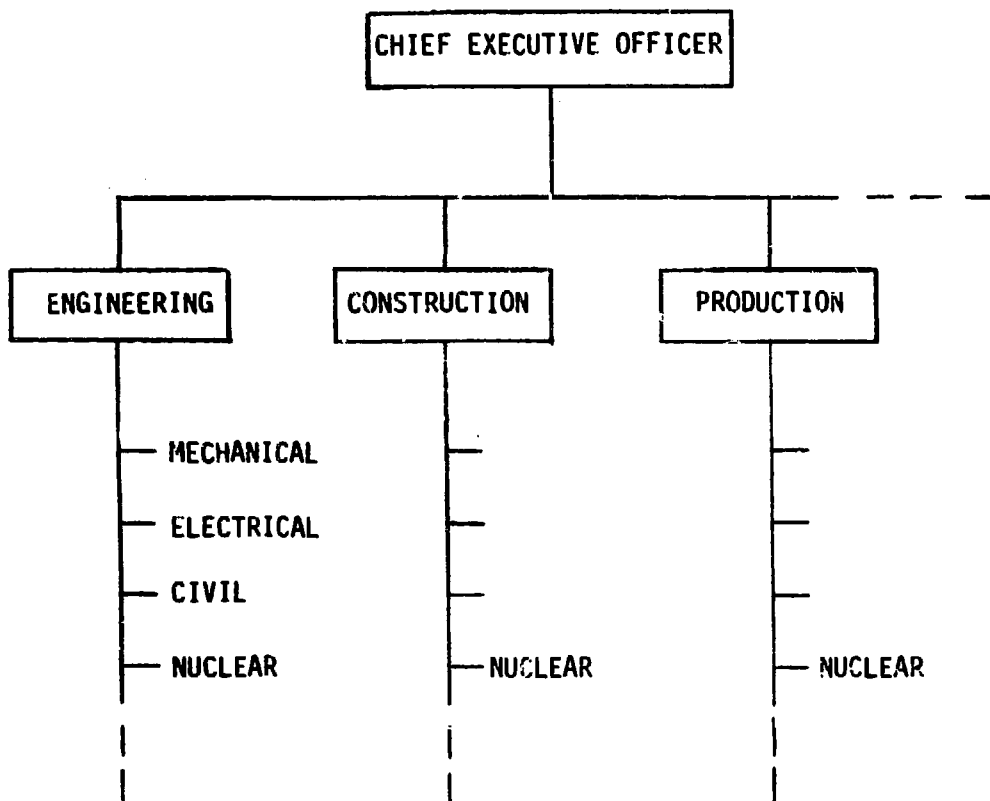 CHIEF EXECUTIVE OFFICER
ENGINEERING
CONSTRUCTION
PRODUCTION
MECHANICAL
ELECTRICAL
CIVIL
NUCLEAR
NUCLEAR
NUCLEAR